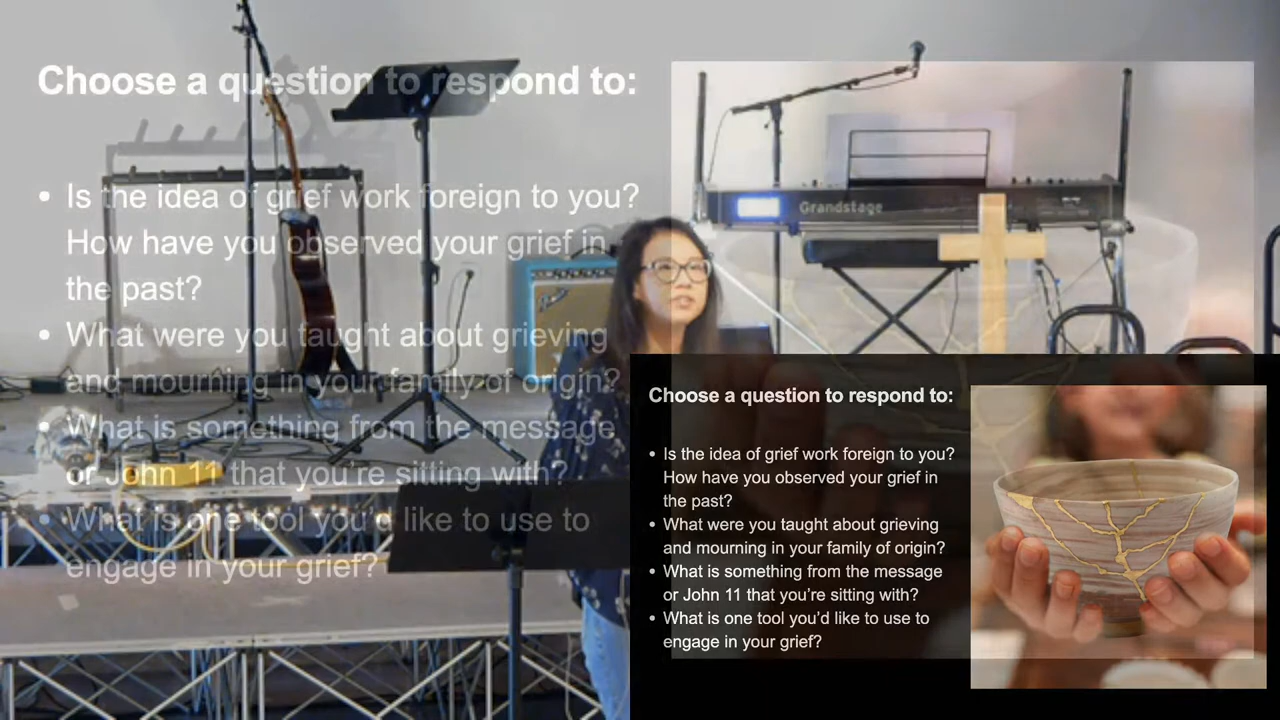 Choose a question to respond to:
• Is the idea of grief work foreign to you?
How have you observed your grief in
the past?
• What were you taught about grieving
and mourning in your family of origin?
• What is something from the message
or John 11 that you're sitting with?
• What is one tool you'd like to use to
engage in your grief?
Grandstage
Fender
Choose a question to respond to:
• Is the idea of grief work foreign to you?
How have you observed your grief in
the past?
• What were you taught about grieving
and mourning in your family of origin?
• What is something from the message
or John 11 that you're sitting with?
• What is one tool you'd like to use to
engage in your grief?